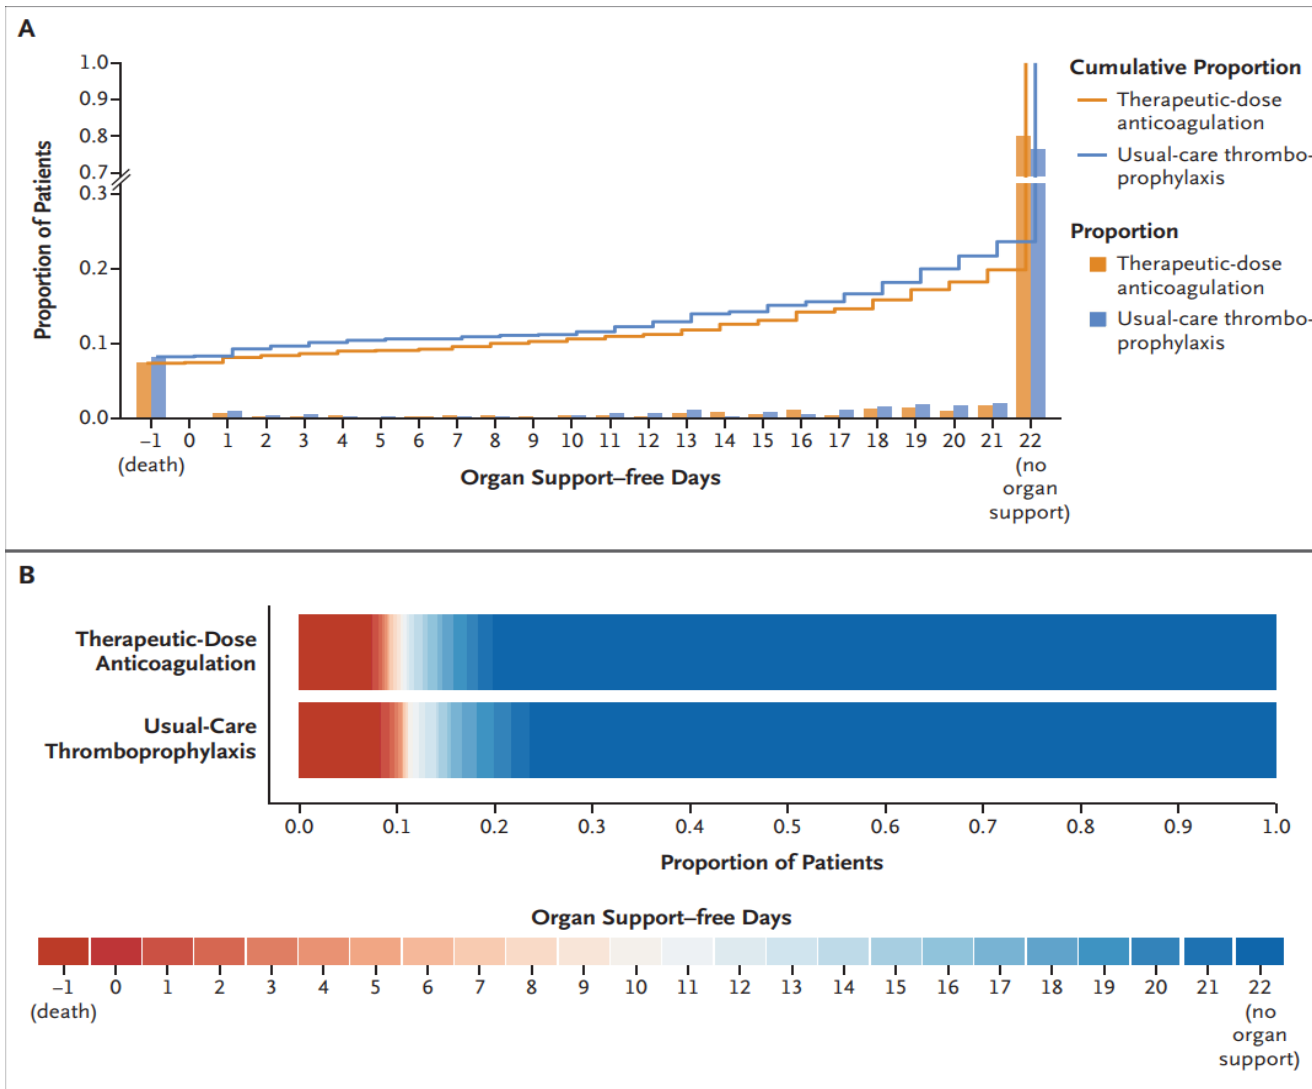 A
1.0
0.9
0.8
0.7
0.3
0.2
0.1
0.0
Proportion of Patients
–1 0 1 2 3 4 5 6 7 8 9 10 11 12 13 14 15 16 17 18 19 20 21 22
(death)
(no
organ
support)
Organ Support–free Days
Cumulative Proportion
Therapeutic-dose
anticoagulation
Usual-care thrombo-
prophylaxis
Proportion
Therapeutic-dose
anticoagulation
Usual-care thrombo-
prophylaxis
B
Therapeutic-Dose
Anticoagulation
Usual-Care
Thromboprophylaxis
0.0 0.1 0.2 0.3 0.4 0.5 0.6 0.7 0.8 0.9 1.0
Proportion of Patients
Organ Support–free Days
–1 0 1 2 3 4 5 6 7 8 9 10 11 12 13 14 15 16 17 18 19 20 21 22
(death)
(no
organ
support)